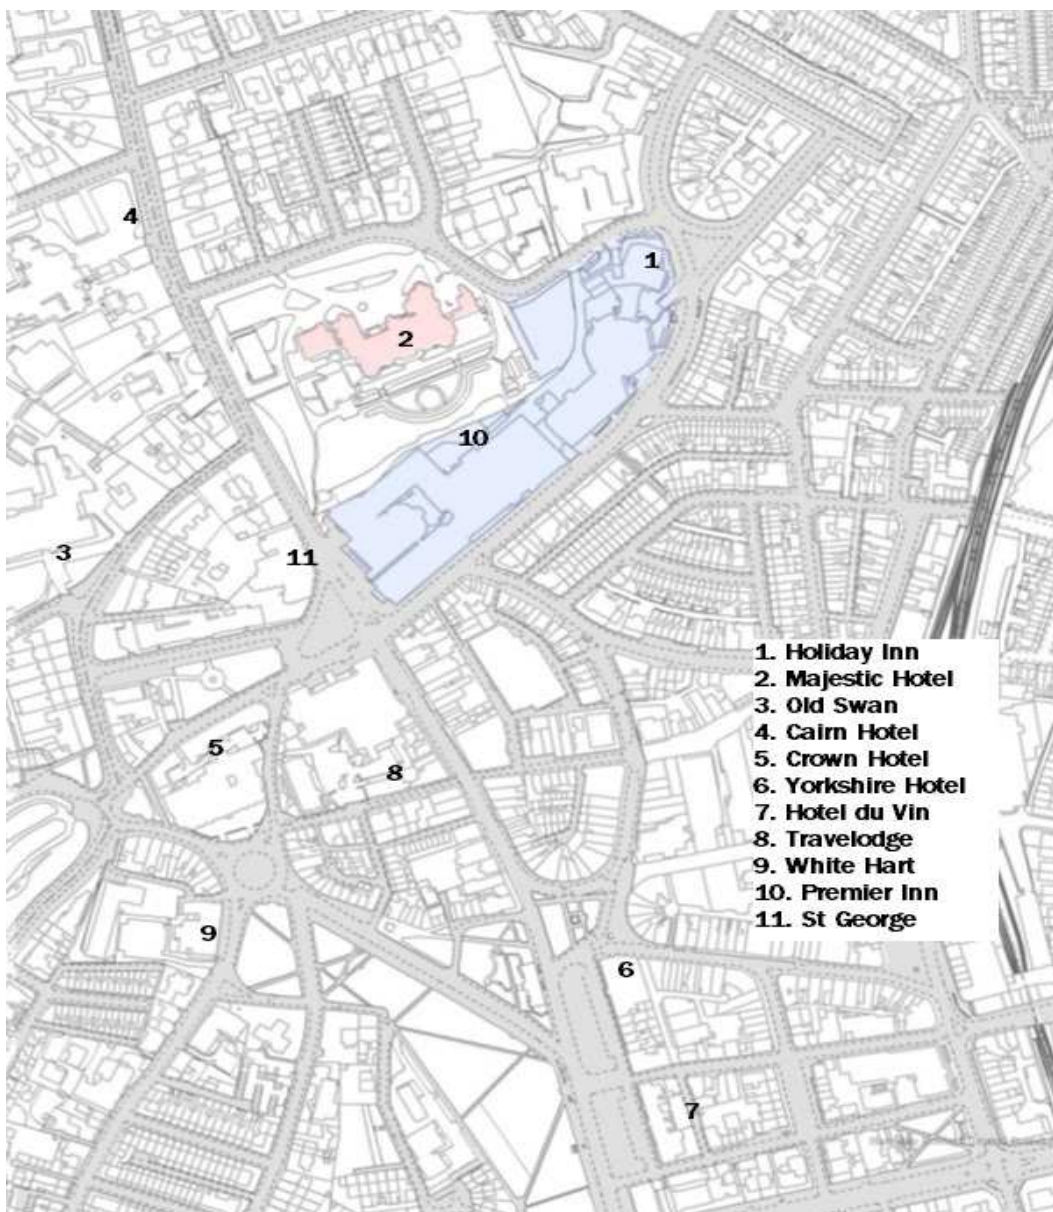 4
1
2
10
3
11
5
8
9
6
7
1. Holiday Inn
2. Majestic Hotel
3. Old Swan
4. Cairn Hotel
5. Crown Hotel
6. Yorkshire Hotel
7. Hotel du Vin
8. Travelodge
9. White Hart
10. Premier Inn
11. St George